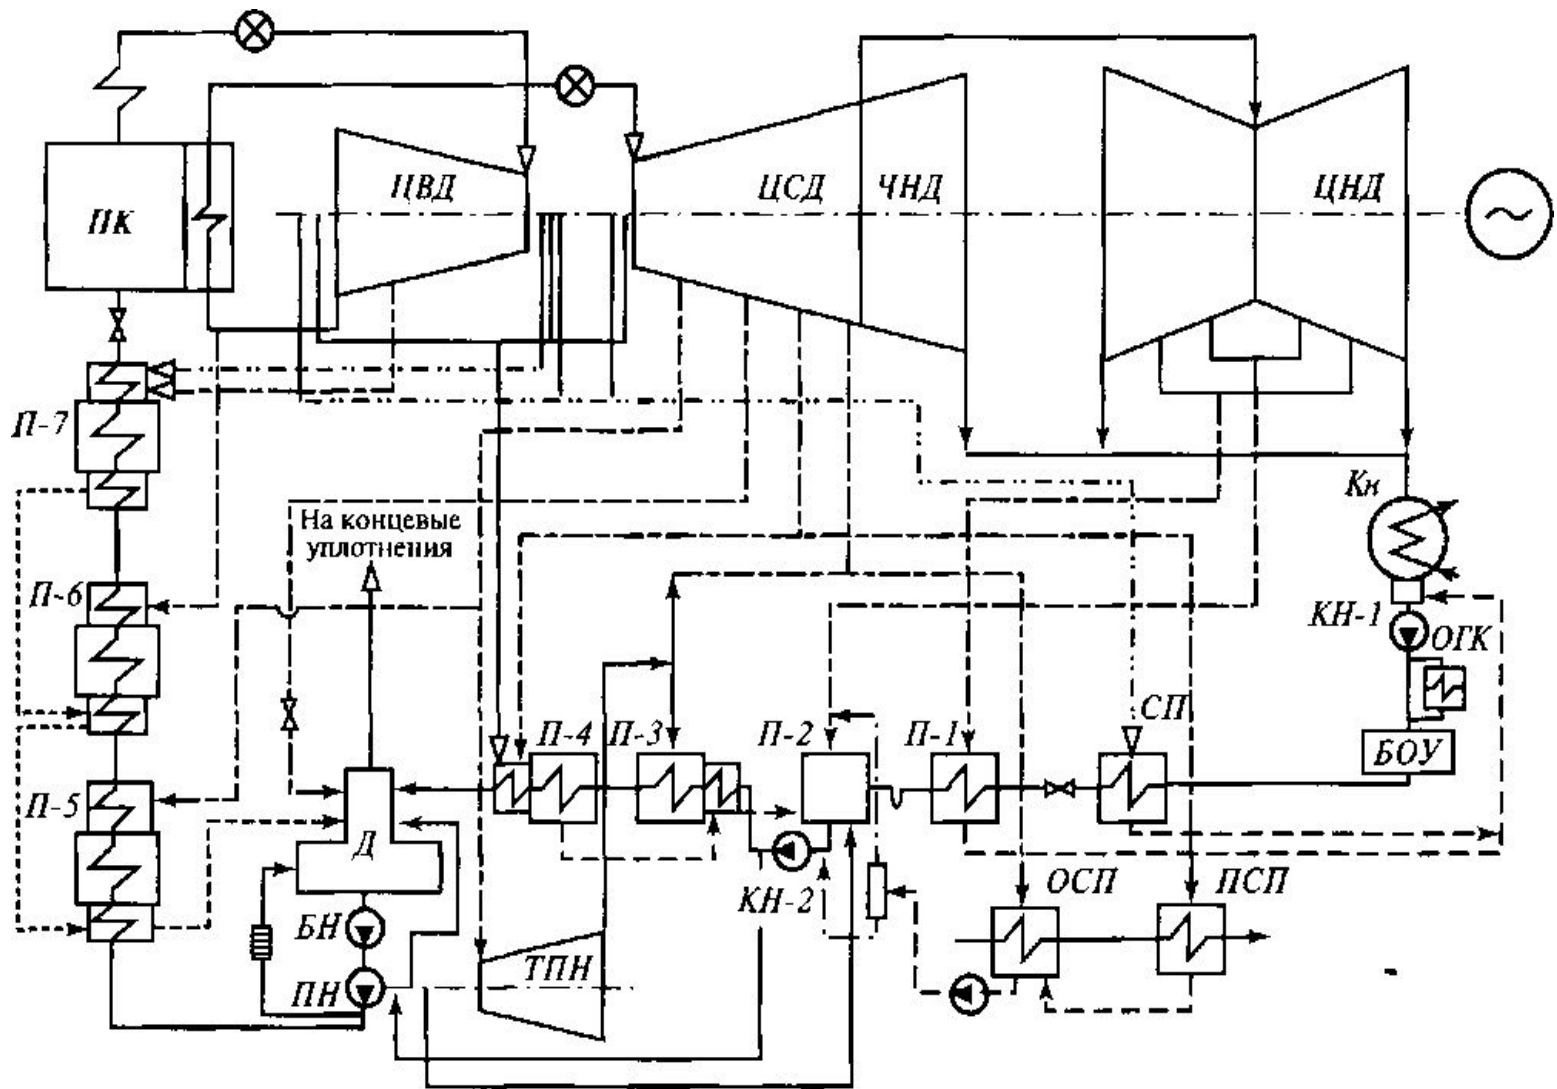 ПК
ЦВД
ЦСД
ЧНД
ЦНД
П-7
На концевые
уплотнения
Кн
П-6
КН-1
ОГК
СП
П-4
П-3
П-2
П-1
БОУ
П-5
Д
КН-2
ОСП
ПСП
БН
ТПН
ПН